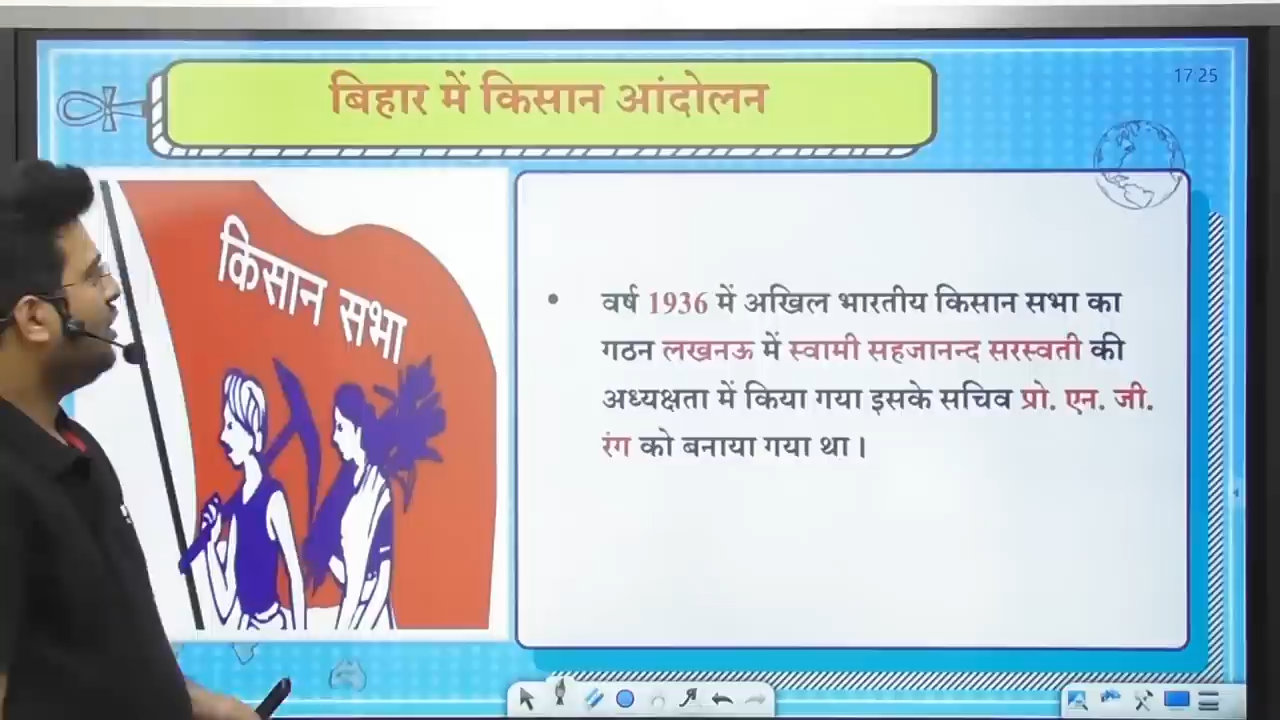 बिहार में किसान आंदोलन
17:25
किसान सभा
• वर्ष 1936 में अखिल भारतीय किसान सभा का
गठन लखनऊ में स्वामी सहजानन्द सरस्वती की
अध्यक्षता में किया गया इसके सचिव प्रो. एन. जी.
रंग को बनाया गया था।